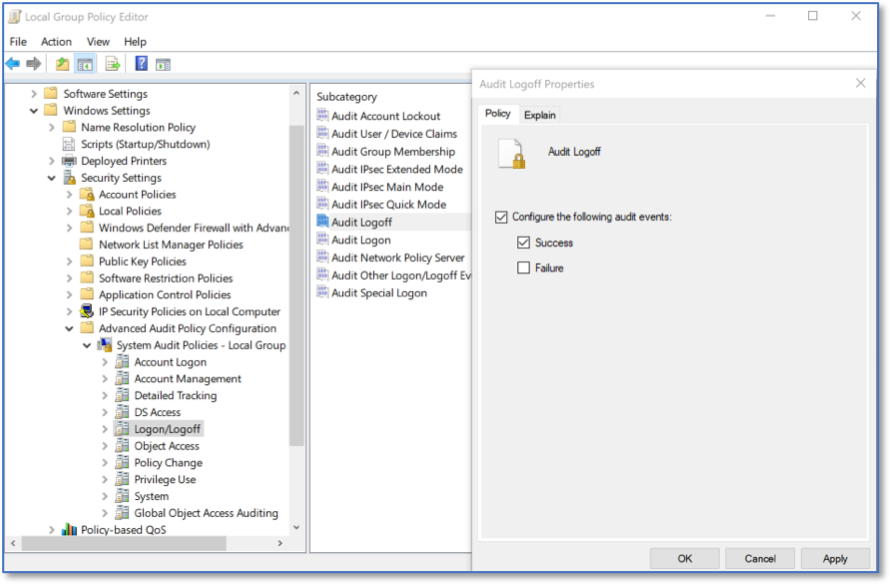 Local Group Policy Editor
File Action View Help
Software Settings
Windows Settings
Name Resolution Policy
Scripts (Startup/Shutdown)
Deployed Printers
Security Settings
Account Policies
Local Policies
Windows Defender Firewall with Advan
Network List Manager Policies
Public Key Policies
Software Restriction Policies
Application Control Policies
IP Security Policies on Local Computer
Advanced Audit Policy Configuration
System Audit Policies - Local Group
Account Logon
Account Management
Detailed Tracking
DS Access
Logon/Logoff
Object Access
Policy Change
Privilege Use
System
Global Object Access Auditing
Policy-based QoS
Subcategory
Audit Account Lockout
Audit User / Device Claims
Audit Group Membership
Audit IPsec Extended Mode
Audit IPsec Main Mode
Audit IPsec Quick Mode
Audit Logoff
Audit Logon
Audit Network Policy Server
Audit Other Logon/Logoff Ev
Audit Special Logon
Audit Logoff Properties
Policy Explain
Audit Logoff
Configure the following audit events:
Success
Failure
OK Cancel Apply